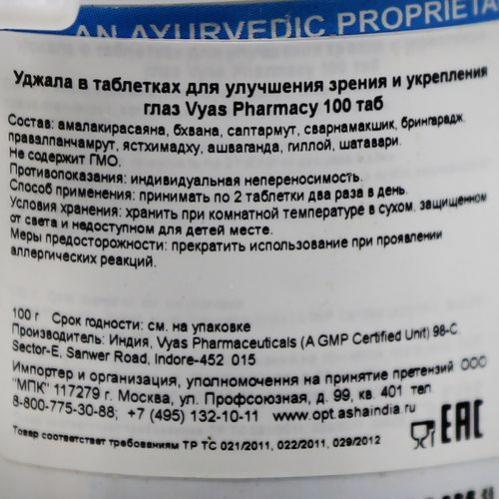 AN AYURVEDIC PROPRIETA
Уджала в таблетках для улучшения зрения и укрепления
глаз Vyas Pharmacy 100 таб
Состав: амалакирасаяна, бхвана, саптармут, сварнамакшик, брингарадж,
правалпанчамрут, ястхимадху, ашваганда, гиллой, шатавари.
Не содержит ГМО.
Противопоказания: индивидуальная непереносимость.
Способ применения: принимать по 2 таблетки два раза в день.
Условия хранения: хранить при комнатной температуре в сухом, защищенном
от света и недоступном для детей месте.
Меры предосторожности: прекратить использование при проявлении
аллергических реакций.
100 г Срок годности: см. на упаковке
Производитель: Индия, Vyas Pharmaceuticals (A GMP Certified Unit) 98-C
Sector-E, Sanwer Road, Indore-452 015
Импортер и организация, уполномочення на принятие претензий ООО
"МПК" 117279 г. Москва, ул. Профсоюзная, д. 99, кв. 401 тел.
8-800-775-30-88; +7 (495) 132-10-11 www.opt.ashaindia.ru
Товар соответствует требованиям ТР ТС 021/2011, 022/2011, 029/2012
EAC